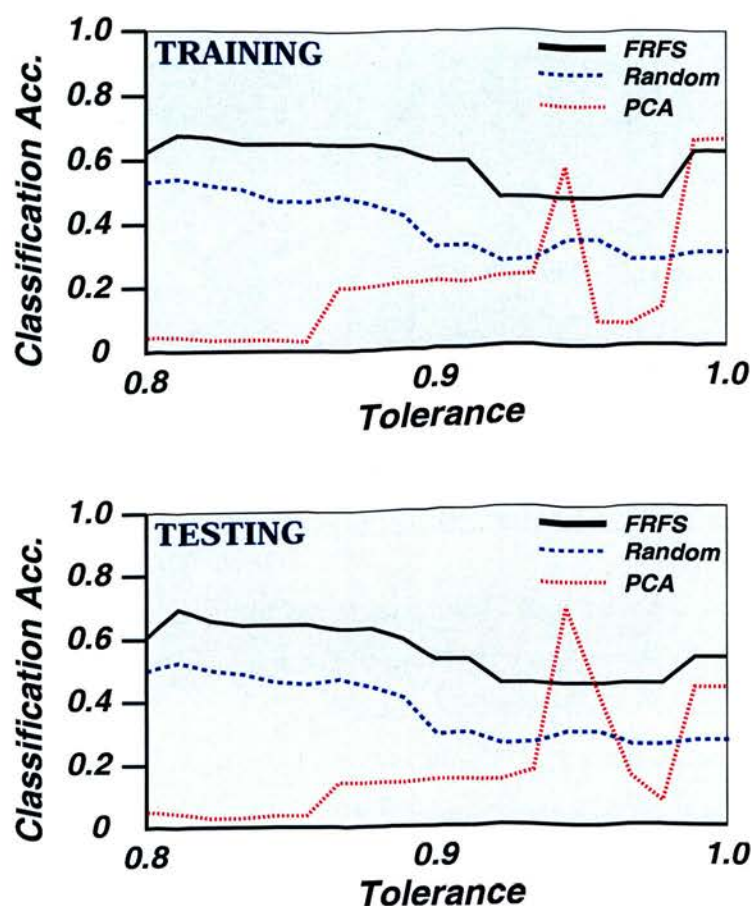 TRAINING
FRFS
Random
PCA
Classification Acc.
1.0
0.8
0.6
0.4
0.2
0
0.8 0.9 1.0
Tolerance
TESTING
FRFS
Random
PCA
Classification Acc.
1.0
0.8
0.6
0.4
0.2
0
0.8 0.9 1.0
Tolerance